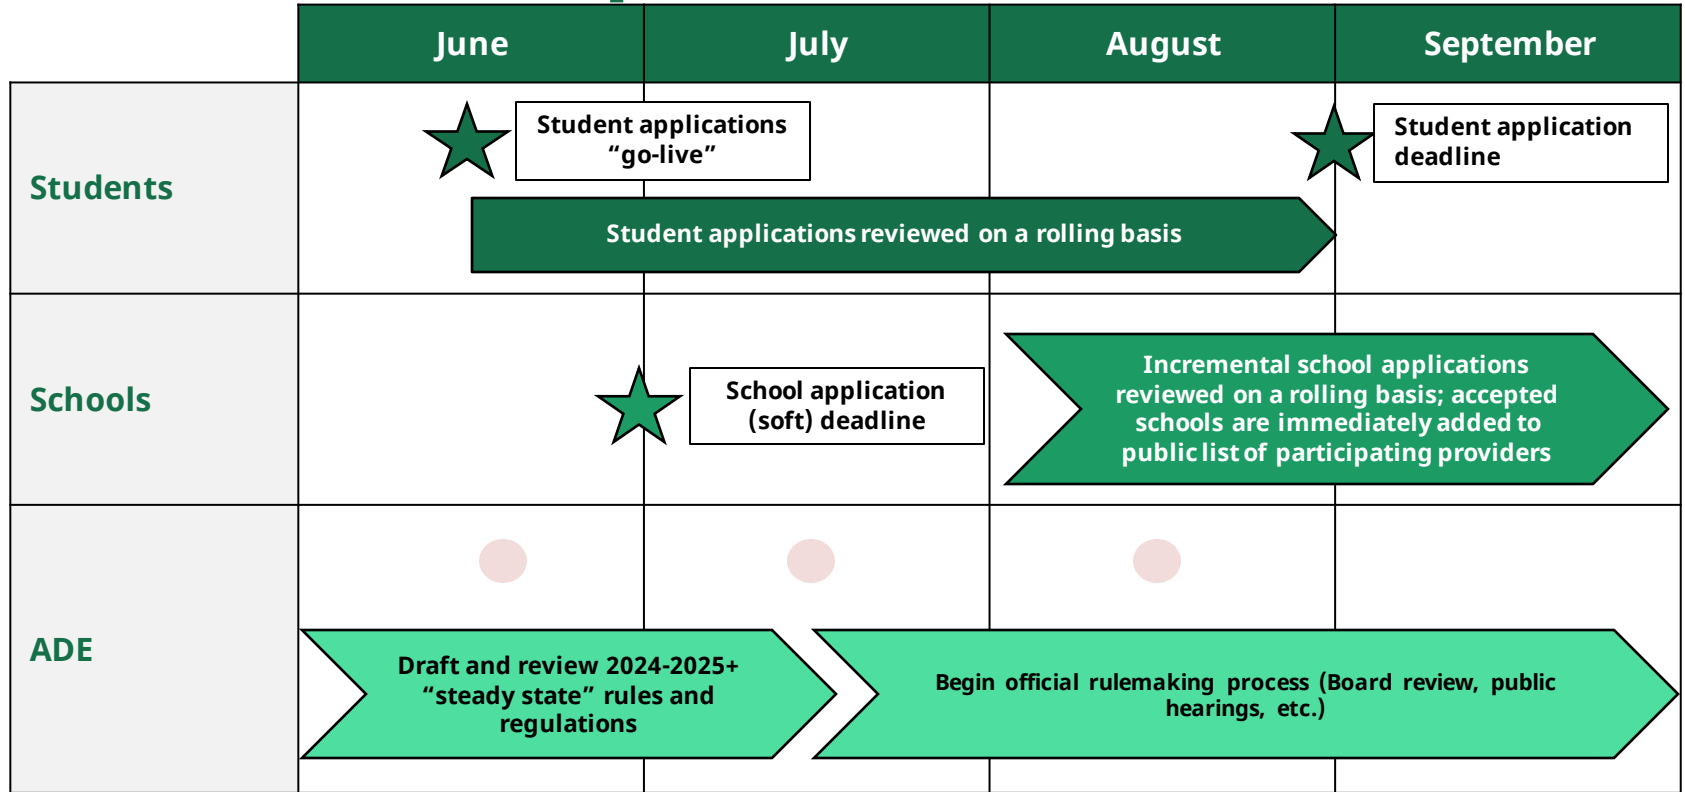 June
July
August
September
Students
Student applications
“go-live”
Student application
deadline
Student applications reviewed on a rolling basis
Schools
School application
(soft) deadline
Incremental school applications
reviewed on a rolling basis; accepted
schools are immediately added to
public list of participating providers
ADE
Draft and review 2024-2025+
“steady state” rules and
regulations
Begin official rulemaking process (Board review, public
hearings, etc.)